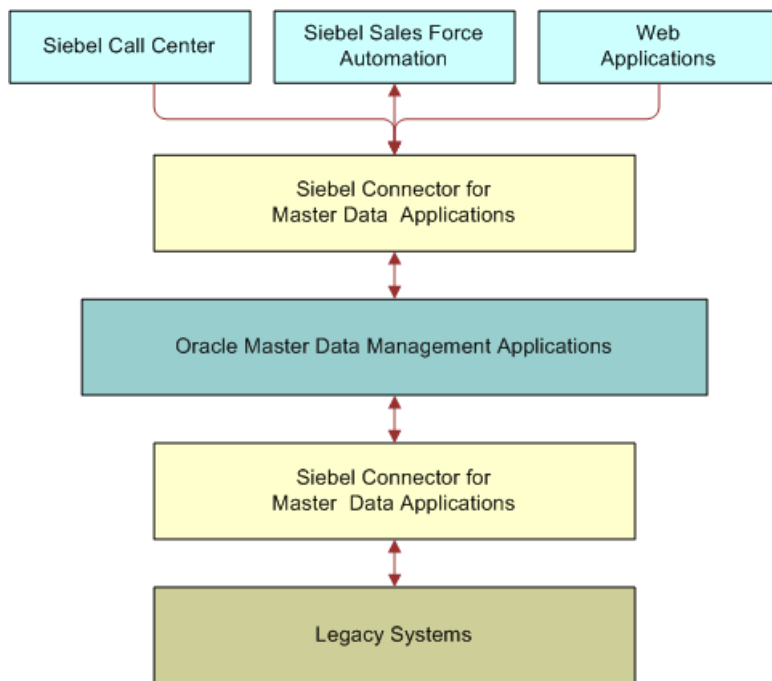 Siebel Call Center
Siebel Sales Force
Automation
Web
Applications
Siebel Connector for
Master Data  Applications
Oracle Master Data Management Applications
Siebel Connector for
Master  Data Applications
Legacy Systems